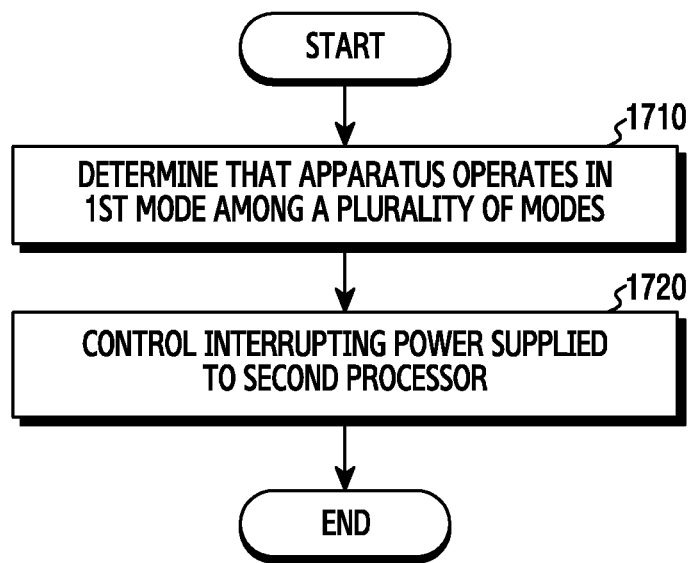 START
1710
DETERMINE THAT APPARATUS OPERATES IN
1ST MODE AMONG A PLURALITY OF MODES
1720
CONTROL INTERRUPTING POWER SUPPLIED
TO SECOND PROCESSOR
END